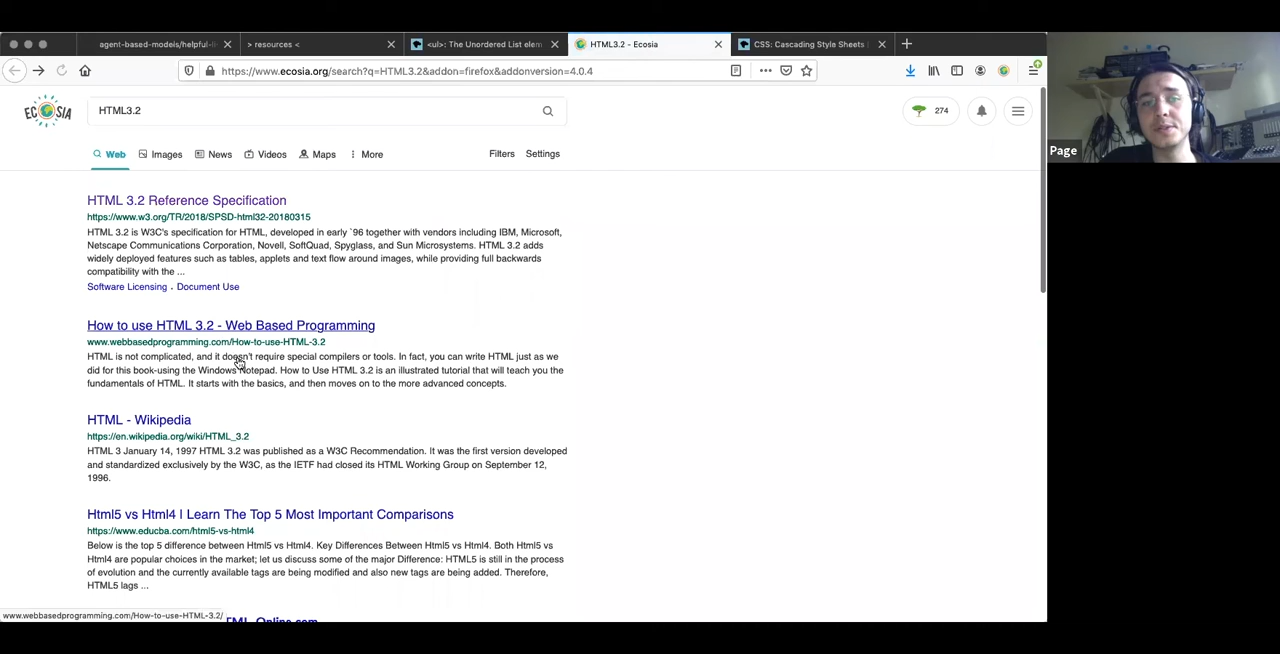 agent-based-models/helpful-li
> resources <
<ul>: The Unordered List elem
HTML3.2 - Ecosia
CSS: Cascading Style Sheets |
https://www.ecosia.org/search?q=HTML3.2&addon=firefox&addonversion=4.0.4
ECOSIA
HTML3.2
274
Page
Web
Images
News
Videos
Maps
More
Filters
Settings
HTML 3.2 Reference Specification
https://www.w3.org/TR/2018/SPSD-html32-20180315
HTML 3.2 is W3C's specification for HTML, developed in early `96 together with vendors including IBM, Microsoft,
Netscape Communications Corporation, Novell, SoftQuad, Spyglass, and Sun Microsystems. HTML 3.2 adds
widely deployed features such as tables, applets and text flow around images, while providing full backwards
compatibility with the ...
Software Licensing . Document Use
How to use HTML 3.2 - Web Based Programming
www.webbasedprogramming.com/How-to-use-HTML-3.2
HTML is not complicated, and it doesn't require special compilers or tools. In fact, you can write HTML just as we
did for this book-using the Windows Notepad. How to Use HTML 3.2 is an illustrated tutorial that will teach you the
fundamentals of HTML. It starts with the basics, and then moves on to the more advanced concepts.
HTML - Wikipedia
https://en.wikipedia.org/wiki/HTML_3.2
HTML 3 January 14, 1997 HTML 3.2 was published as a W3C Recommendation. It was the first version developed
and standardized exclusively by the W3C, as the IETF had closed its HTML Working Group on September 12,
1996.
Html5 vs Html4 | Learn The Top 5 Most Important Comparisons
https://www.educba.com/html5-vs-html4
Below is the top 5 difference between Html5 vs Html4. Key Differences Between Html5 vs Html4. Both Html5 vs
Html4 are popular choices in the market; let us discuss some of the major Difference: HTML5 is still in the process
of evolution and the currently available tags are being modified and also new tags are being added. Therefore,
HTML5 lags ...
www.webbasedprogramming.com/How-to-use-HTML-3.2/